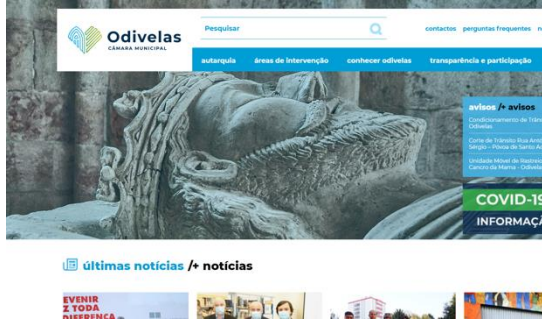 Odivelas
CÂMARA MUNICIPAL
Pesquisar
contactos perguntas frequentes
autarquia áreas de intervenção conhecer odivelas transparência e participação
avisos /+ avisos
Condicionamento de Trân
Odivelas
Corte de Trânsito Rua
Sérgio - Póvoa de Santo
Unidade Móvel de Rastreio
Cancro da Mama - Odivelas
COVID-19
INFORMAÇÃ
últimas notícias /+ notícias
EVENIR
Z TODA
DIFERENÇA